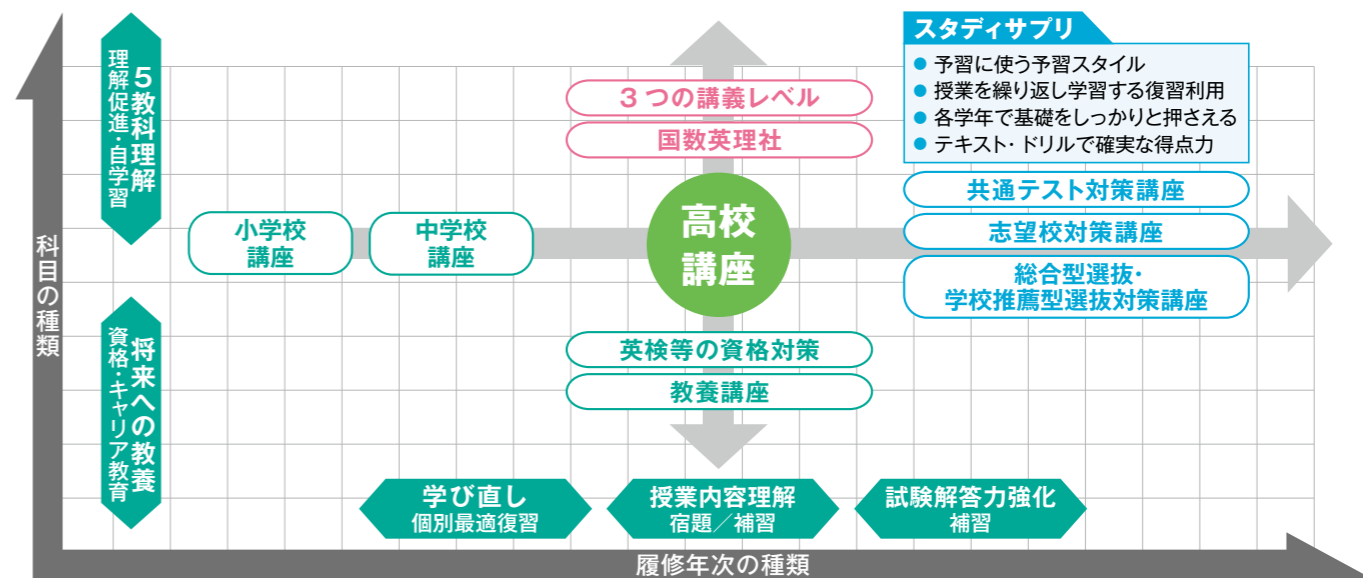 科目の種類
5教科理解
理解促進・自学習
将来への教養
資格・キャリア教育
小学校
講座
中学校
講座
3つの講義レベル
国数英理社
高校
講座
英検等の資格対策
教養講座
スタディサプリ
● 予習に使う予習スタイル
● 授業を繰り返し学習する復習利用
● 各学年で基礎をしっかりと押さえる
● テキスト・ドリルで確実な得点力
共通テスト対策講座
志望校対策講座
総合型選抜・
学校推薦型選抜対策講座
学び直し
個別最適復習
授業内容理解
宿題／補習
試験解答力強化
補習
履修年次の種類